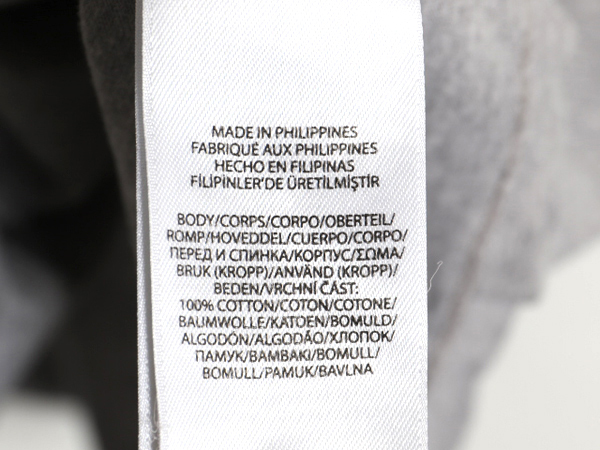 MADE IN PHILIPPINES
FABRIQUÉ AUX PHILIPPINES
HECHO EN FILIPINAS
FİLİPİNLER'DE ÜRETİLMİŞTİR
BODY/CORPS/CORPO/OBERTEIL/
ROMP/HOVEDDEL/CUERPO/CORPO/
ПЕРЕД И СПИНКА/КОРПУС/ΣΩΜΑ/
BRUK (KROPP)/ANVÄND (KROPP)/
BEDEN/VRCHNÍ ČÁST:
100% COTTON/COTON/COTONE/
BAUMWOLLE/KATOEN/BOMULD/
ALGODÓN/ALGODÃO/ХЛОПОК/
ПАМУК/ΒΑΜΒΑΚΙ/BOMULL/
BOMULL/PAMUK/BAVLNA